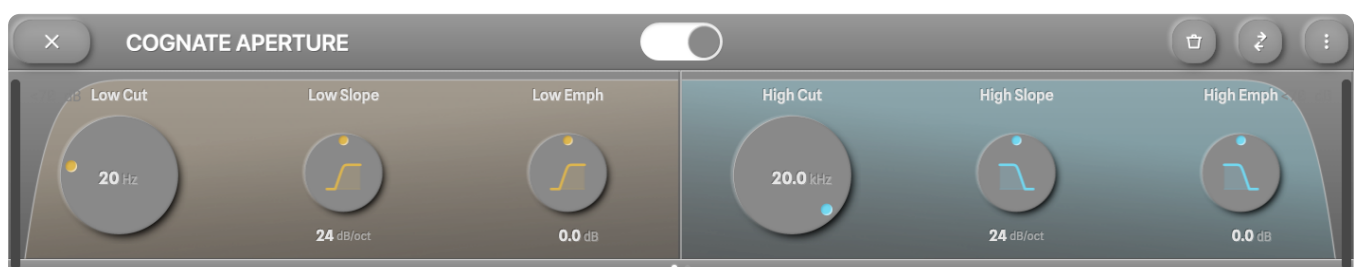 COGNATE APERTURE
Low Cut Low Slope Low Emph High Cut High Slope High Emph
20 Hz 20.0 kHz
24 dB/oct 0.0 dB 24 dB/oct 0.0 dB